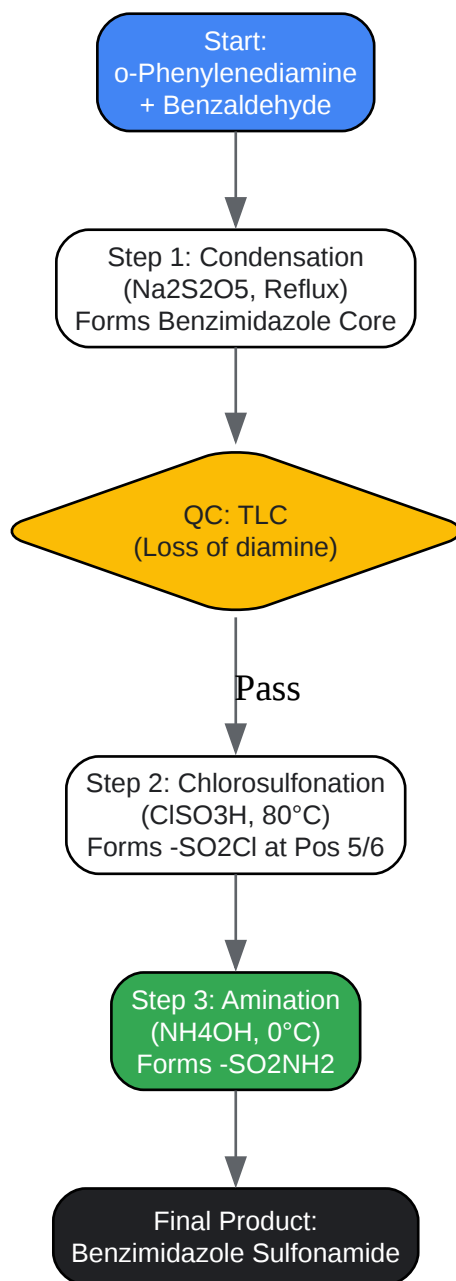 Start:
o-Phenylenediamine
+ Benzaldehyde
Step 1: Condensation
(Na2S2O5, Reflux)
Forms Benzimidazole Core
QC: TLC
(Loss of diamine)
Pass
Step 2: Chlorosulfonation
(ClSO3H, 80°C)
Forms -SO2Cl at Pos 5/6
Step 3: Amination
(NH4OH, 0°C)
Forms -SO2NH2
Final Product:
Benzimidazole Sulfonamide